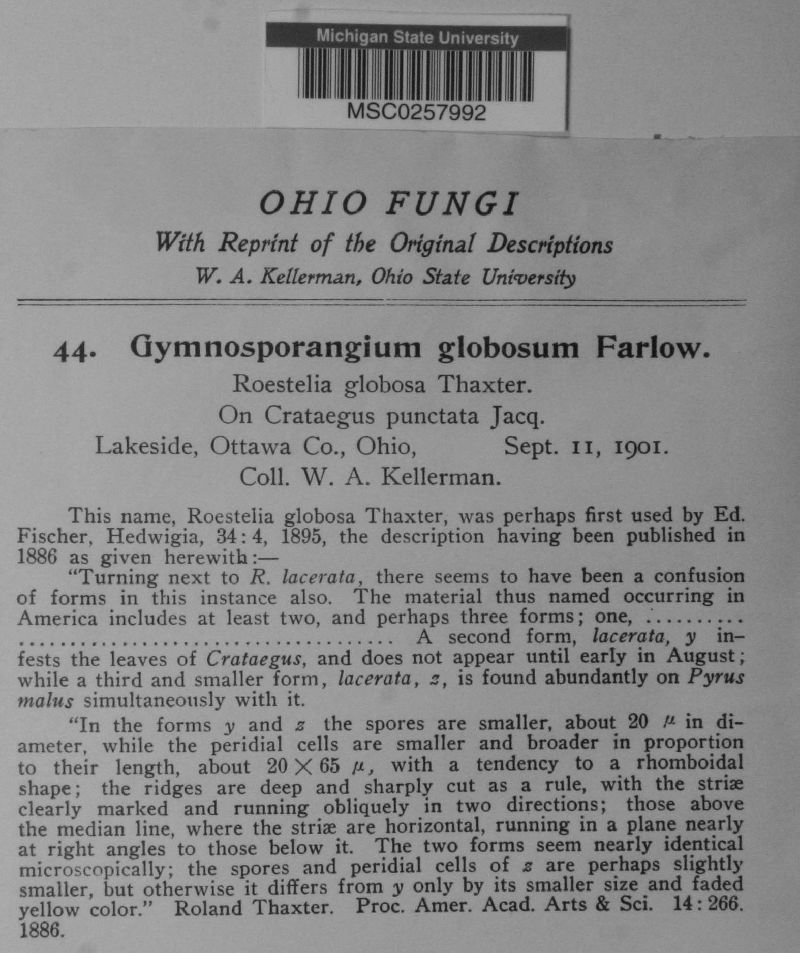 Michigan State University
MSC0257992
OHIO FUNGI
With Reprint of the Original Descriptions
W. A. Kellerman, Ohio State University
44. Gymnosporangium globosum Farlow.
Roestelia globosa Thaxter.
On Crataegus punctata Jacq.
Lakeside, Ottawa Co., Ohio, Sept. 11, 1901.
Coll. W. A. Kellerman.
This name, Roestelia globosa Thaxter, was perhaps first used by Ed.
Fischer, Hedwigia, 34:4, 1895, the description having been published in
1886 as given herewith:—
“Turning next to R. lacerata, there seems to have been a confusion
of forms in this instance also. The material thus named occurring in
America includes at least two, and perhaps three forms; one, ..........
..................................... A second form, lacerata, y in-
fests the leaves of Crataegus, and does not appear until early in August;
while a third and smaller form, lacerata, z, is found abundantly on Pyrus
malus simultaneously with it.
“In the forms y and z the spores are smaller, about 20 μ in di-
ameter, while the peridial cells are smaller and broader in proportion
to their length, about 20 × 65 μ, with a tendency to a rhomboidal
shape; the ridges are deep and sharply cut as a rule, with the striæ
clearly marked and running obliquely in two directions; those above
the median line, where the striæ are horizontal, running in a plane nearly
at right angles to those below it. The two forms seem nearly identical
microscopically; the spores and peridial cells of z are perhaps slightly
smaller, but otherwise it differs from y only by its smaller size and faded
yellow color.” Roland Thaxter. Proc. Amer. Acad. Arts & Sci. 14:266.
1886.